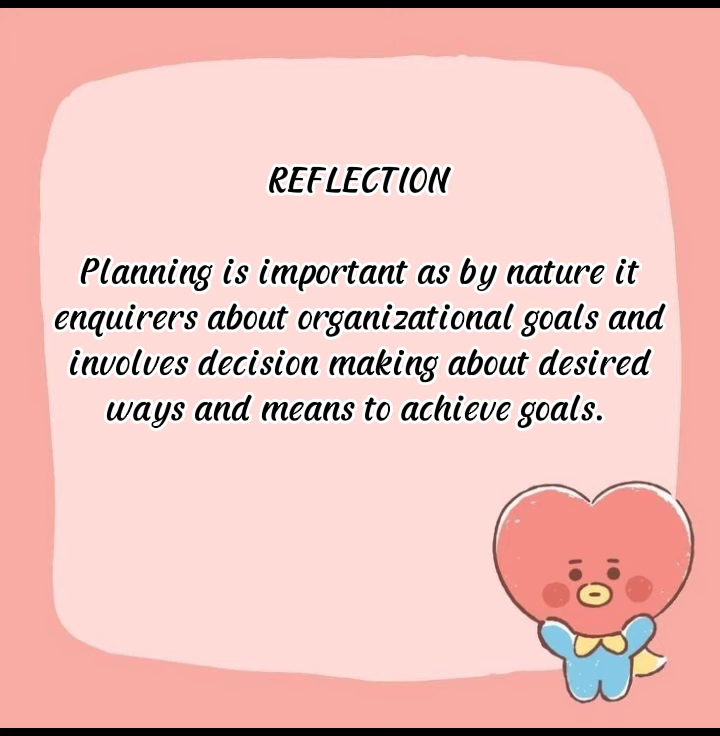 REFLECTION
Planning is important as by nature it
enquirers about organizational goals and
involves decision making about desired
ways and means to achieve goals.